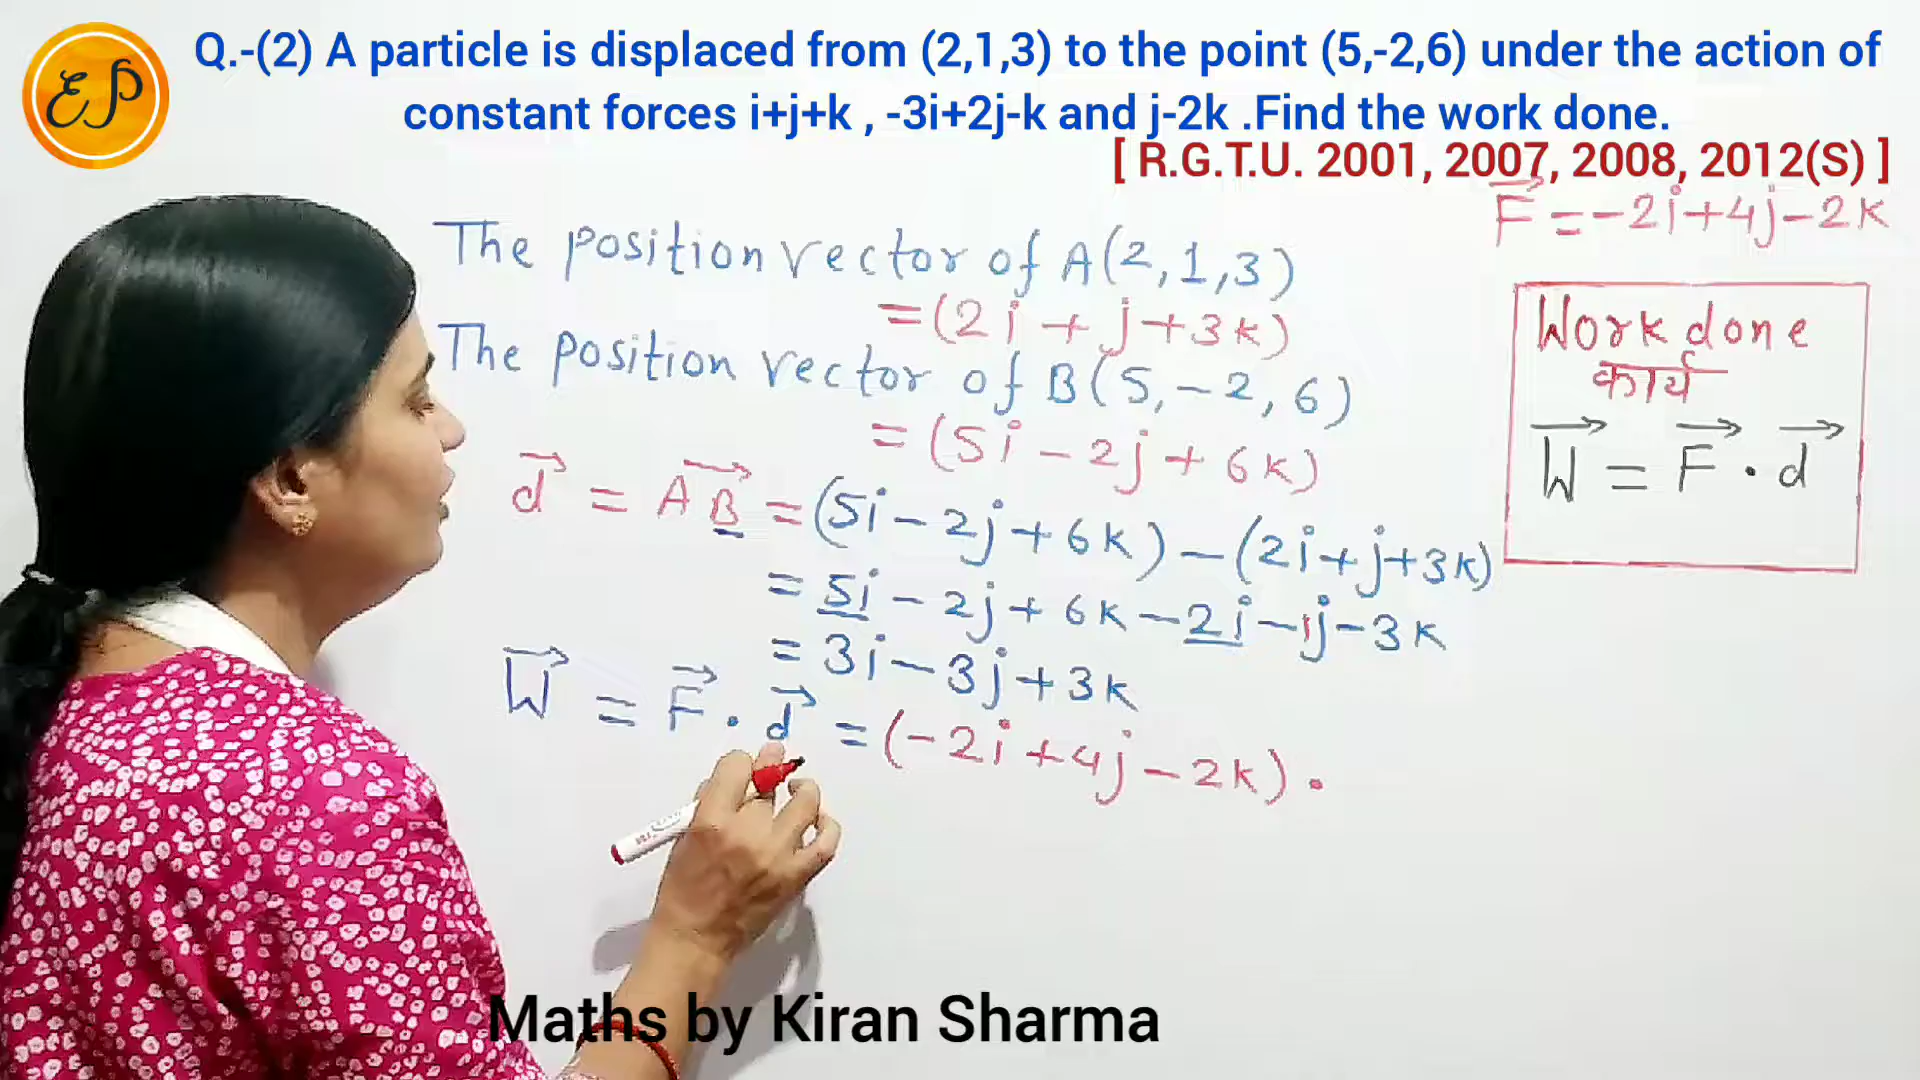 EP
Q.-(2) A particle is displaced from (2,1,3) to the point (5,-2,6) under the action of
constant forces i+j+k , -3i+2j-k and j-2k .Find the work done.
[ R.G.T.U. 2001, 2007, 2008, 2012(S) ]
F⃗ = -2i+4j-2k
The position vector of A(2,1,3)
= (2i + j + 3k)
The position vector of B(5,-2,6)
= (5i - 2j + 6k)
d⃗ = AB⃗ = (5i - 2j + 6k) - (2i + j + 3k)
= 5i - 2j + 6k - 2i - 1j - 3k
= 3i - 3j + 3k
W⃗ = F⃗ . d⃗ = (-2i + 4j - 2k) .
Work done
कार्य
W⃗ = F⃗ . d⃗
Maths by Kiran Sharma